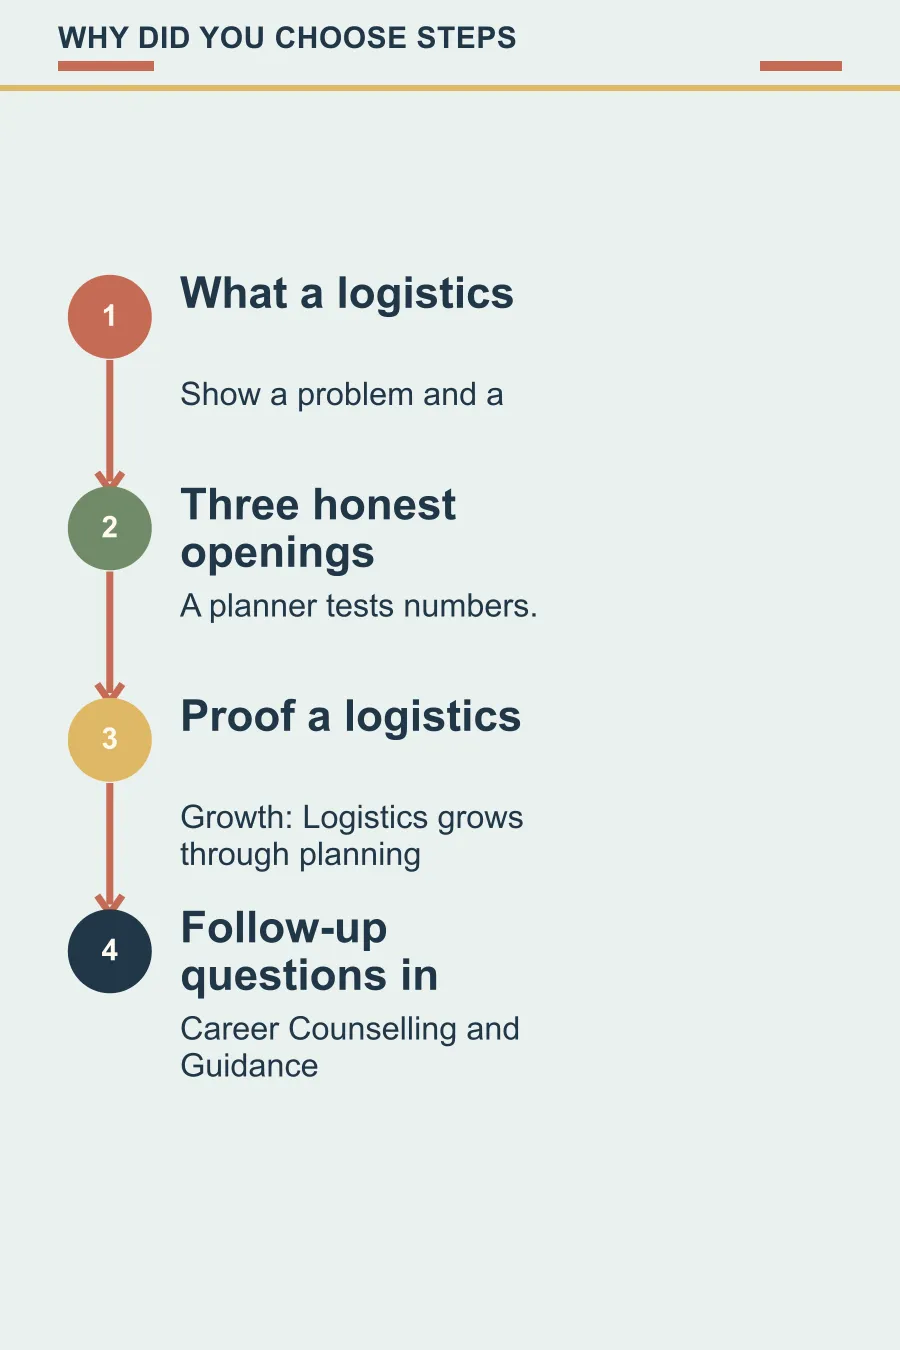 WHY DID YOU CHOOSE STEPS
1
What a logistics
Show a problem and a
2
Three honest
openings
A planner tests numbers.
3
Proof a logistics
Growth: Logistics grows
through planning
4
Follow-up
questions in
Career Counselling and
Guidance